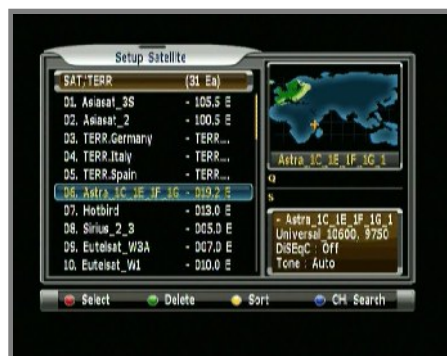 Setup Satellite
SAT/TERR (31 Ea)
01. Asiasat_3S - 105.5 E
02. Asiasat_2 - 100.5 E
03. TERR.Germany - TERR...
04. TERR.Italy - TERR...
05. TERR.Spain - TERR...
06. Astra_1C_1E_1F_1G - 019.2 E
07. Hotbird - 013.0 E
08. Sirius_2_3 - 005.0 E
09. Eutelsat_W3A - 007.0 E
10. Eutelsat_W1 - 010.0 E
Astra_1C_1E_1F_1G_1
Q
S
- Astra_1C_1E_1F_1G_1
Universal 10600, 9750
DiSEqC : Off
Tone : Auto
Select Delete Sort CH. Search